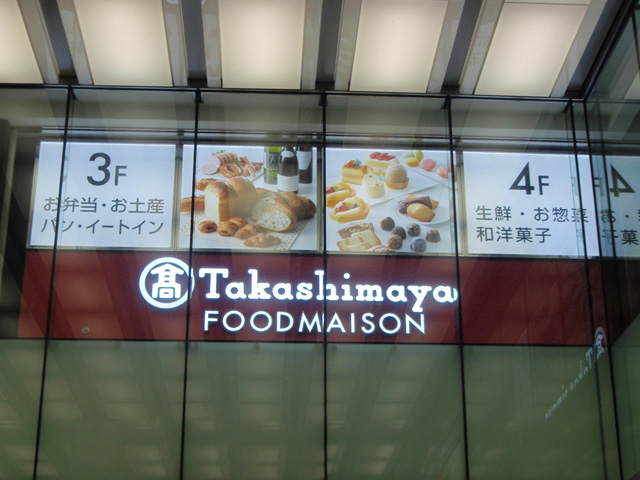 3F
お弁当・お土産
パン・イートイン
4F
生鮮・お惣菜
和洋菓子
髙 Takashimaya
FOODMAISON